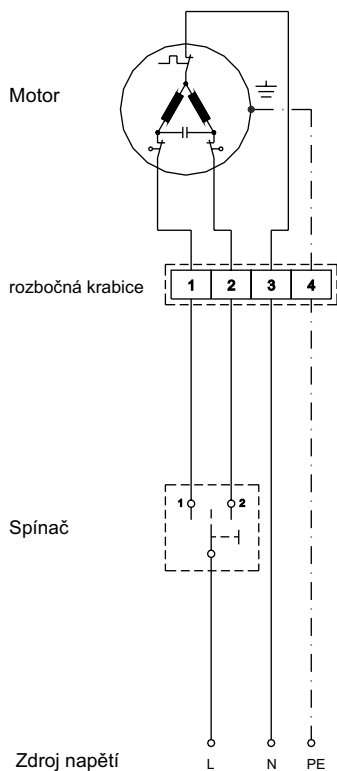 Motor
rozbočná krabice
1 2 3 4
1 2
Spínač
Zdroj napětí L N PE